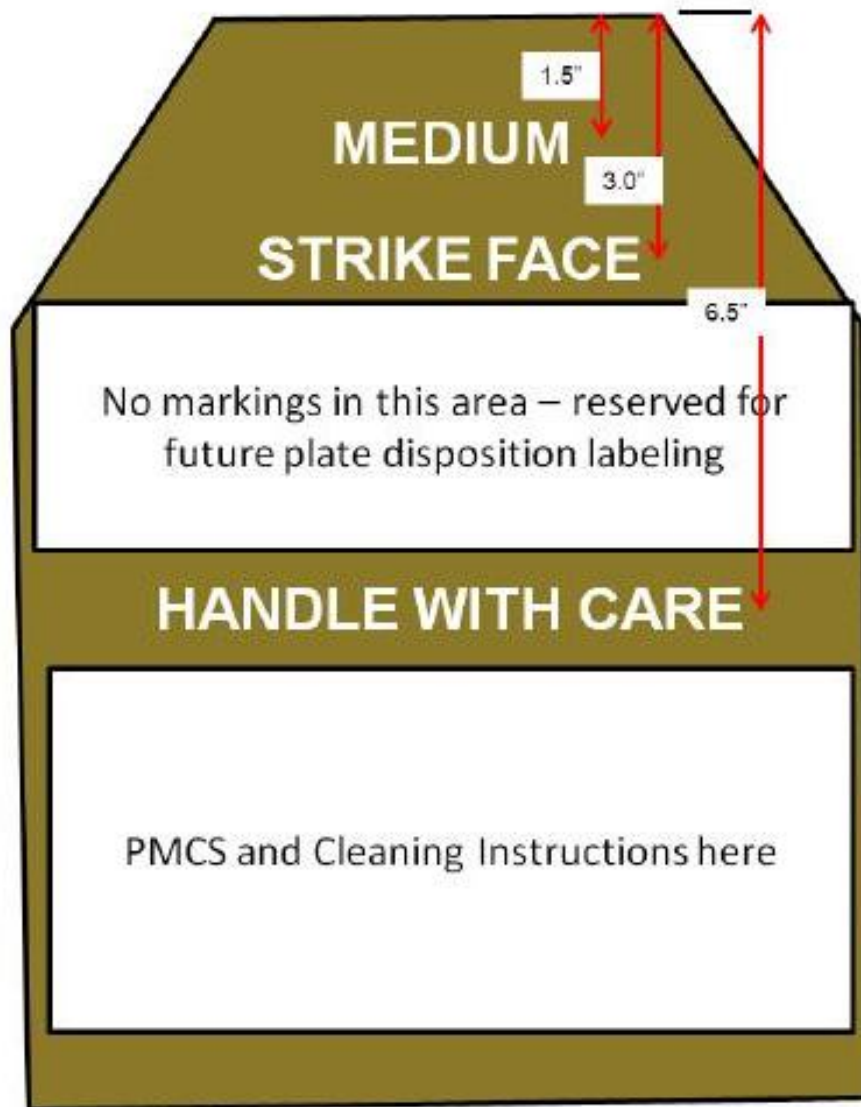 1.5"
MEDIUM
3.0"
STRIKE FACE
6.5"
No markings in this area – reserved for
future plate disposition labeling
HANDLE WITH CARE
PMCS and Cleaning Instructions here